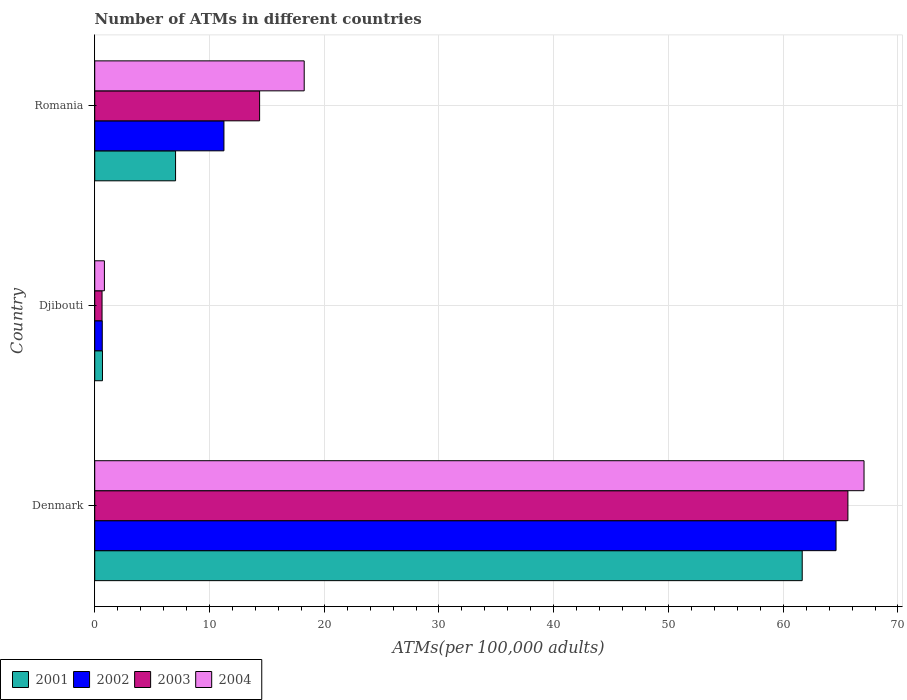 Number of ATMs in different countries
Country
Romania
Djibouti
Denmark
0
10
20
30
40
50
60
70
ATMs(per 100,000 adults)
2001
2002
2003
2004